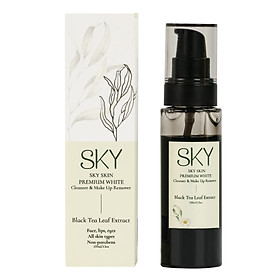 SKY
SKY SKIN
PREMIUM WHITE
Cleanser & Make Up Remover
Black Tea Leaf Extract
Face, lips, eyes
All skin types
Non-parabens
SKY
SKY SKIN
PREMIUM WHITE
Cleanser & Make Up Remover
Black Tea Leaf Extract